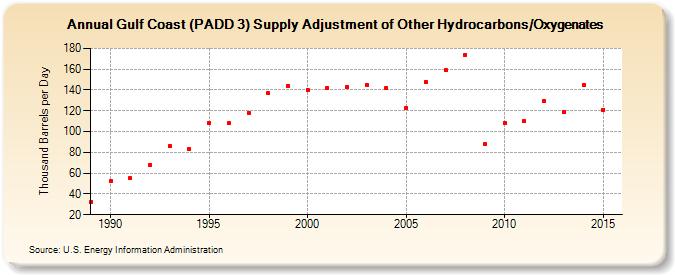 Annual Gulf Coast (PADD 3) Supply Adjustment of Other Hydrocarbons/Oxygenates
Thousand Barrels per Day
180
160
140
120
100
80
60
40
20
1990 1995 2000 2005 2010 2015
Source: U.S. Energy Information Administration